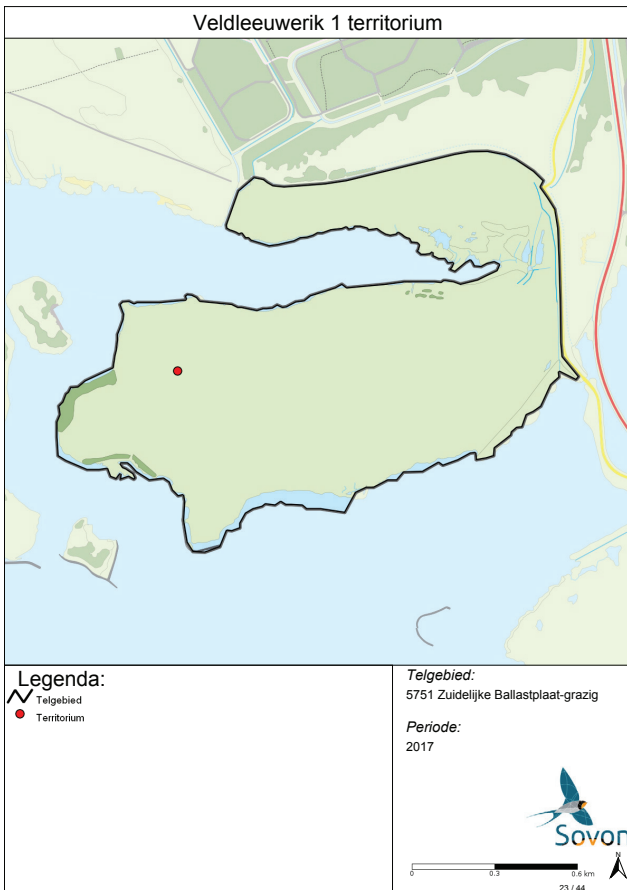 Veldleeuwerik 1 territorium
Legenda:
Telgebied
Territorium
Telgebied:
5751 Zuidelijke Ballastplaat-grazig
Periode:
2017
Sovon
N
0 0.3 0.6 km
23 / 44